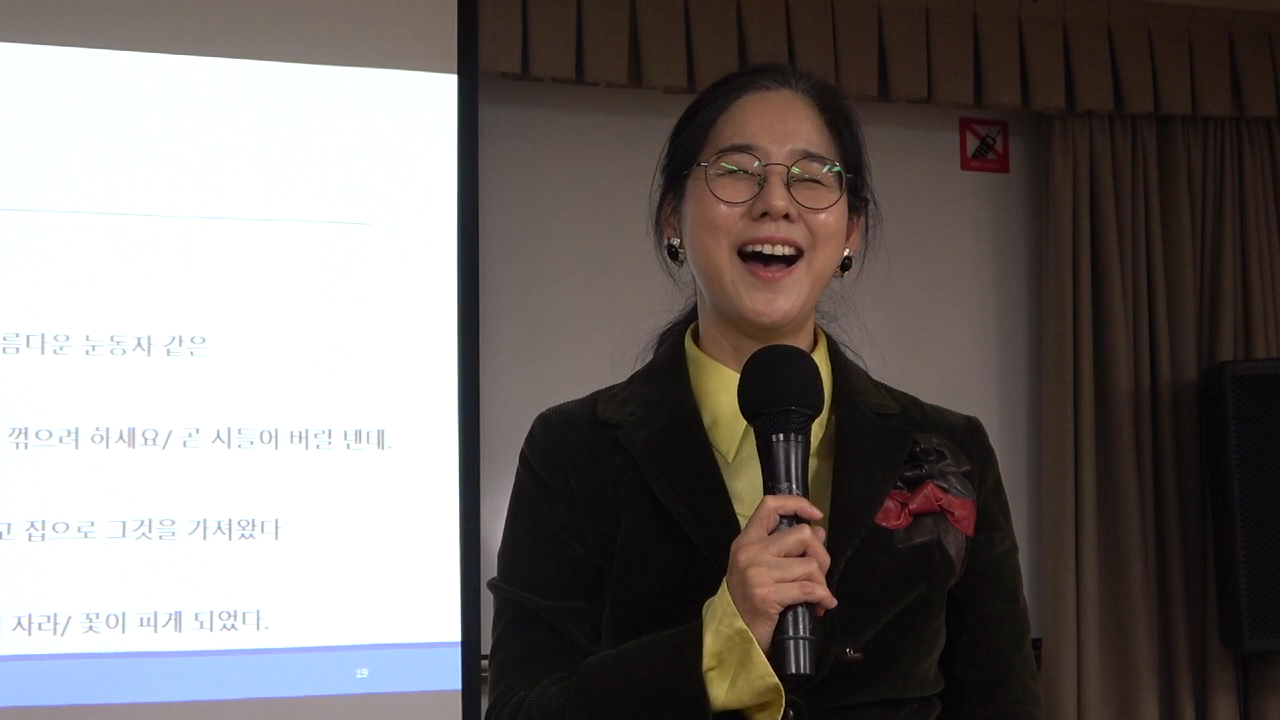 름다운 눈동자 같은
꺾으려 하세요/ 곧 시들어 버릴 텐데.
고 집으로 그것을 가져왔다
자라/ 꽃이 피게 되었다.
19